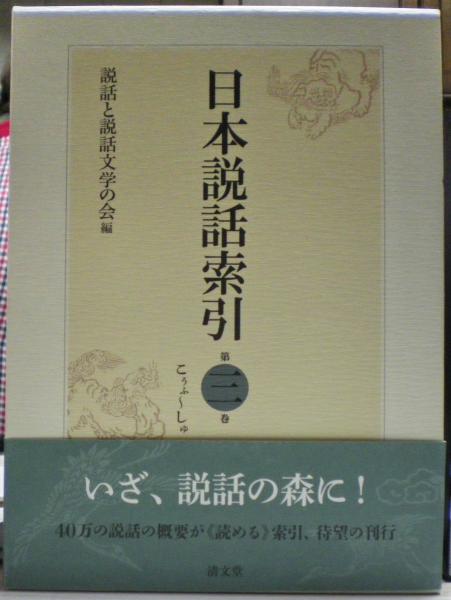 日本説話索引
第三巻
こうふ～しゅ
説話と説話文学の会 編
いざ、説話の森に!
40万の説話の概要が《読める》索引、待望の刊行
清文堂